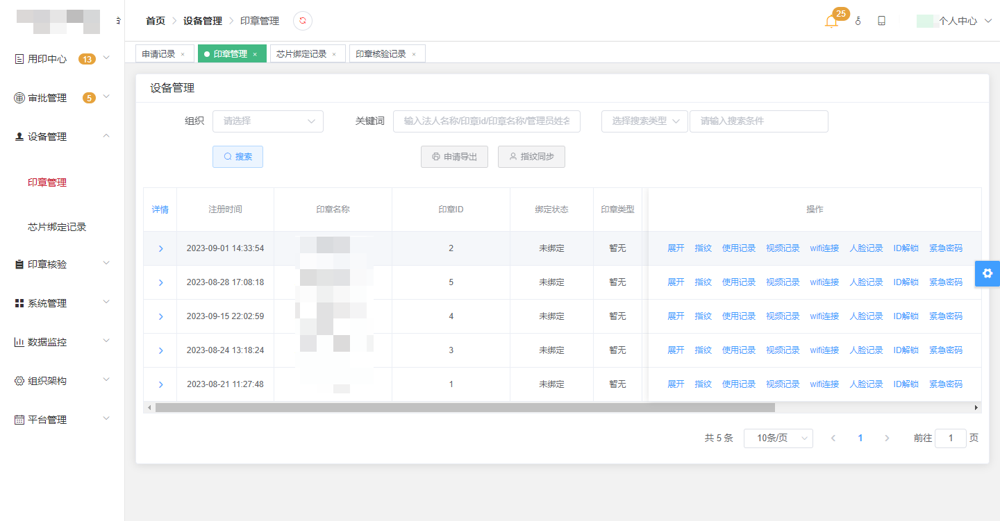 台
首页 设备管理 印章管理
25
个人中心
申请记录 × 印章管理 × 芯片绑定记录 × 印章核验记录 ×
用印中心 13
审批管理 5
设备管理
印章管理
芯片绑定记录
印章核验
系统管理
数据监控
组织架构
平台管理
设备管理
组织 请选择 关键词 输入法人名称/印章id/印章名称/管理员姓名 选择搜索类型 请输入搜索条件
搜索 申请导出 指纹同步
详情 注册时间 印章名称 印章ID 绑定状态 印章类型 操作
2023-09-01 14:33:54 2 未绑定 暂无 展开 指纹 使用记录 视频记录 wifi连接 人脸记录 ID解锁 紧急密码
2023-08-28 17:08:18 5 未绑定 暂无 展开 指纹 使用记录 视频记录 wifi连接 人脸记录 ID解锁 紧急密码
2023-09-15 22:02:59 4 未绑定 暂无 展开 指纹 使用记录 视频记录 wifi连接 人脸记录 ID解锁 紧急密码
2023-08-24 13:18:24 3 未绑定 暂无 展开 指纹 使用记录 视频记录 wifi连接 人脸记录 ID解锁 紧急密码
2023-08-21 11:27:48 1 未绑定 暂无 展开 指纹 使用记录 视频记录 wifi连接 人脸记录 ID解锁 紧急密码
共 5 条 10条/页 1 前往 1 页